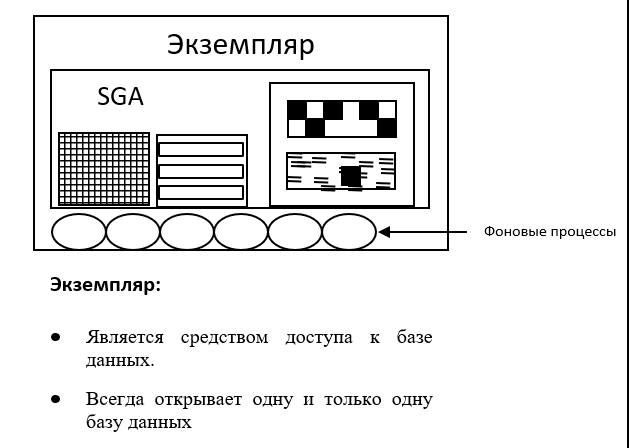 Экземпляр
SGA
Фоновые процессы
Экземпляр:
● Является средством доступа к базе
данных.
● Всегда открывает одну и только одну
базу данных